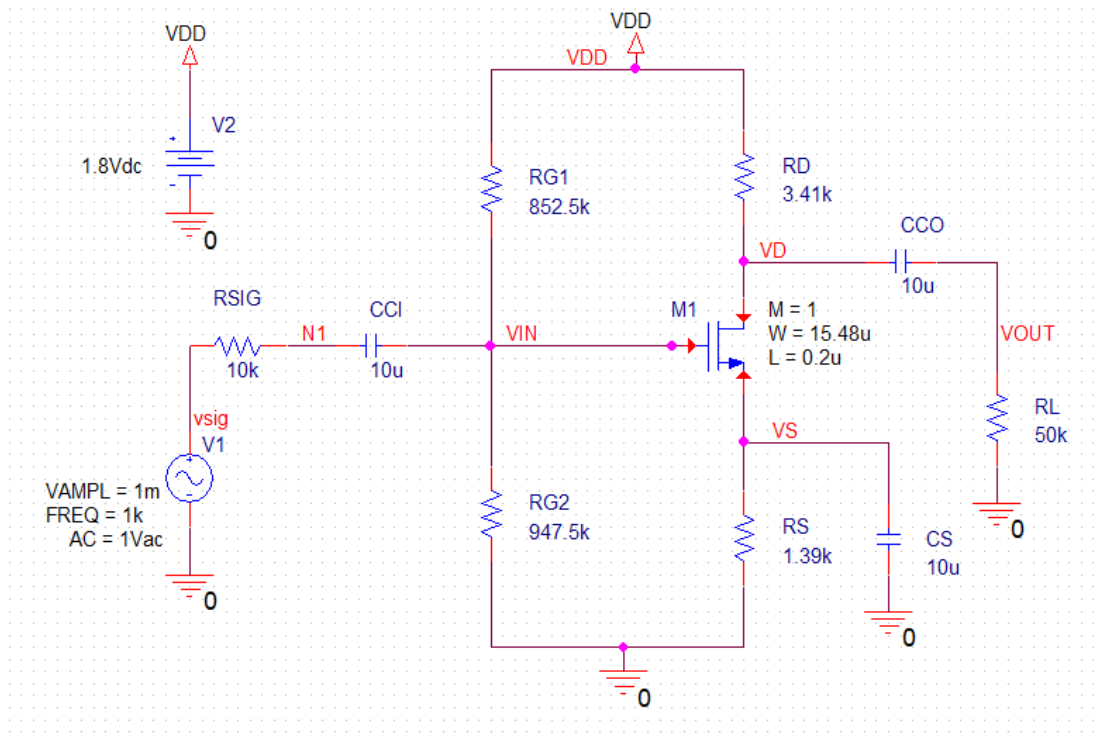 VDD
V2
1.8Vdc
0
VDD
VDD
RG1
852.5k
RD
3.41k
VD
CCO
10u
RSIG
10k
N1
CCI
10u
VIN
M1
M = 1
W = 15.48u
L = 0.2u
VOUT
RL
50k
0
vsig
V1
VAMPL = 1m
FREQ = 1k
AC = 1Vac
0
RG2
947.5k
VS
RS
1.39k
CS
10u
0
0